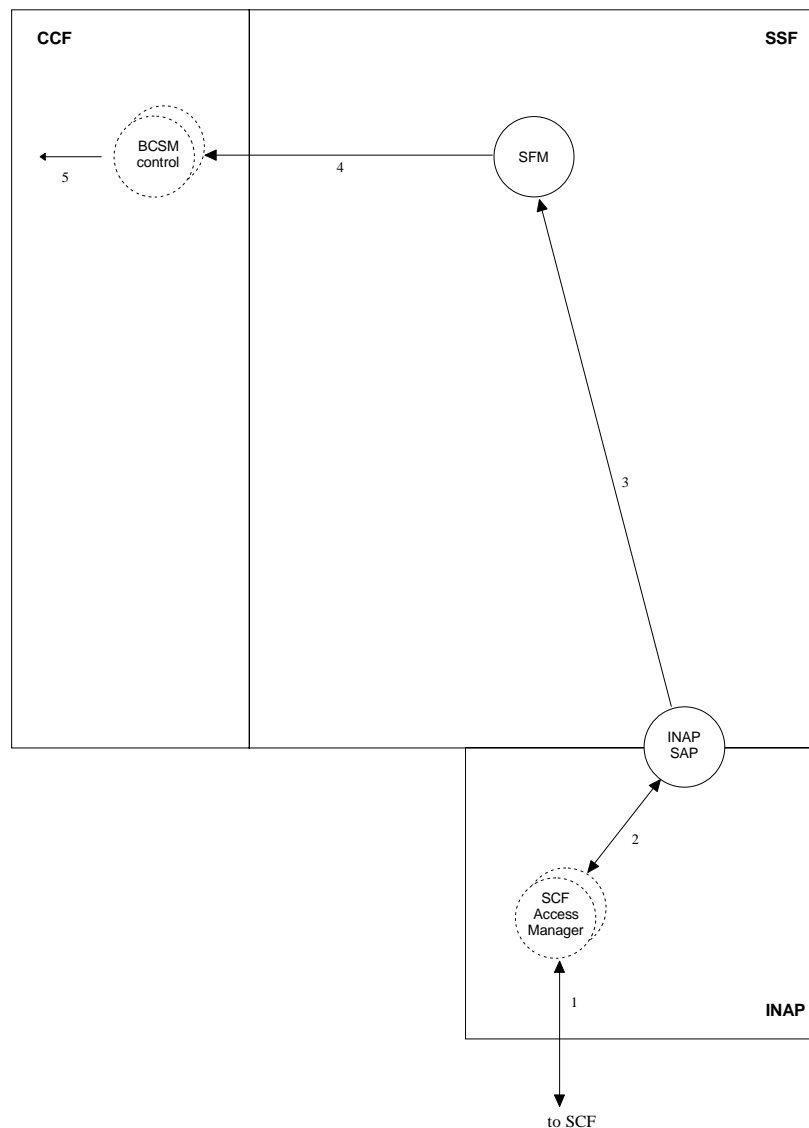 CCF
SSF
BCSM
control
SFM
4
5
3
INAP
SAP
2
SCF
Access
Manager
1
INAP
to SCF